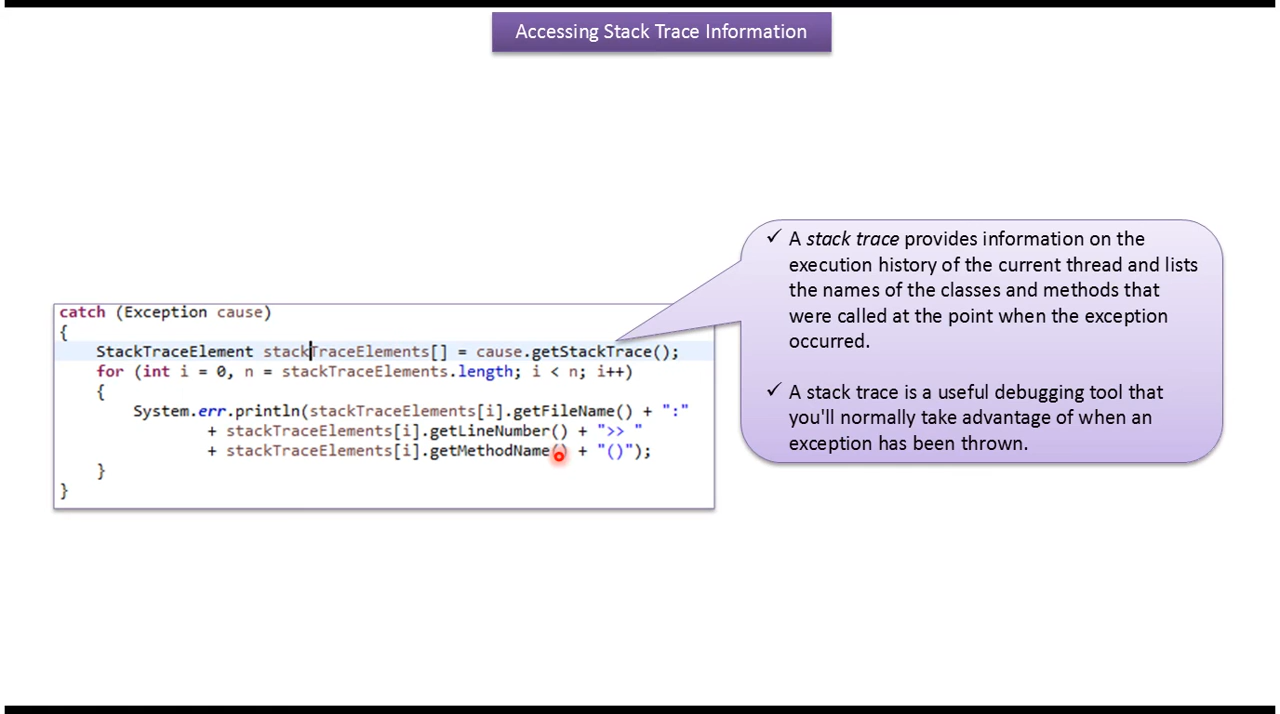 Accessing Stack Trace Information
catch (Exception cause)
{
StackTraceElement stackTraceElements[] = cause.getStackTrace();
for (int i = 0, n = stackTraceElements.length; i < n; i++)
{
System.err.println(stackTraceElements[i].getFileName() + ":"
+ stackTraceElements[i].getLineNumber() + ">> "
+ stackTraceElements[i].getMethodName() + "()");
}
}
✓ A stack trace provides information on the
execution history of the current thread and lists
the names of the classes and methods that
were called at the point when the exception
occurred.
✓ A stack trace is a useful debugging tool that
you'll normally take advantage of when an
exception has been thrown.